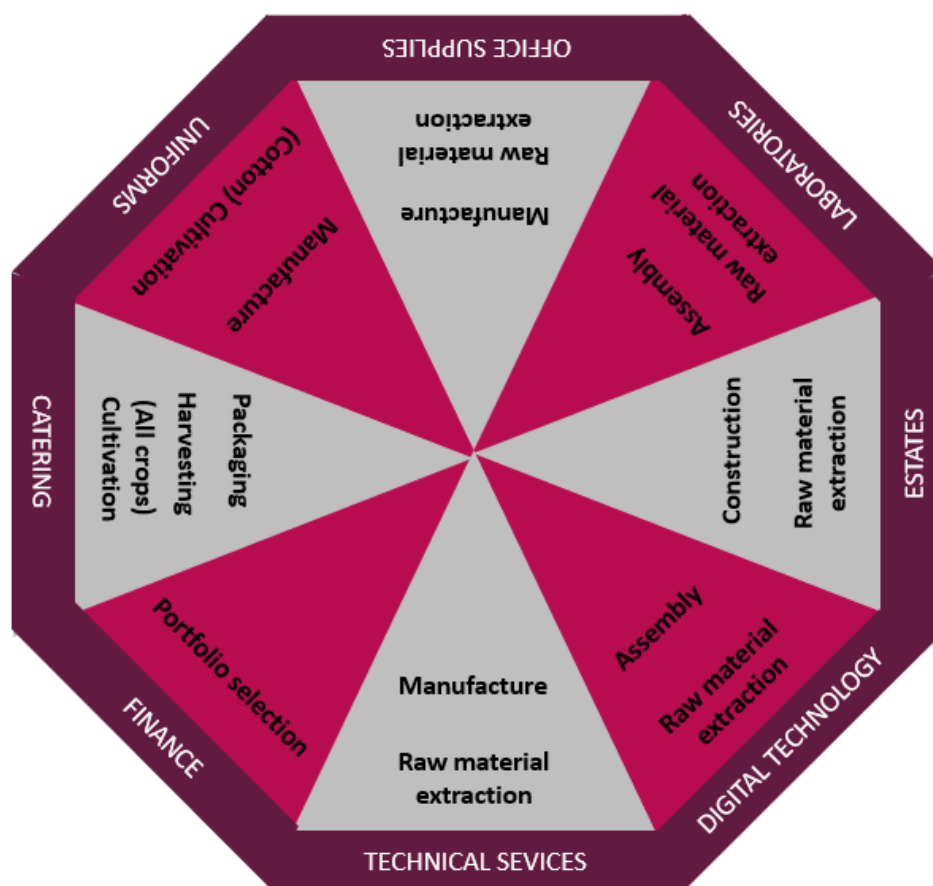 OFFICE SUPPLIES
Raw material
extraction
Manufacture
LABORATORIES
Raw material
extraction
Assembly
ESTATES
Construction
Raw material
extraction
DIGITAL TECHNOLOGY
Assembly
Raw material
extraction
TECHNICAL SEVICES
Manufacture
Raw material
extraction
FINANCE
Portfolio selection
CATERING
Cultivation
(All crops)
Harvesting
Packaging
UNIFORMS
(Cotton) Cultivation
Manufacture